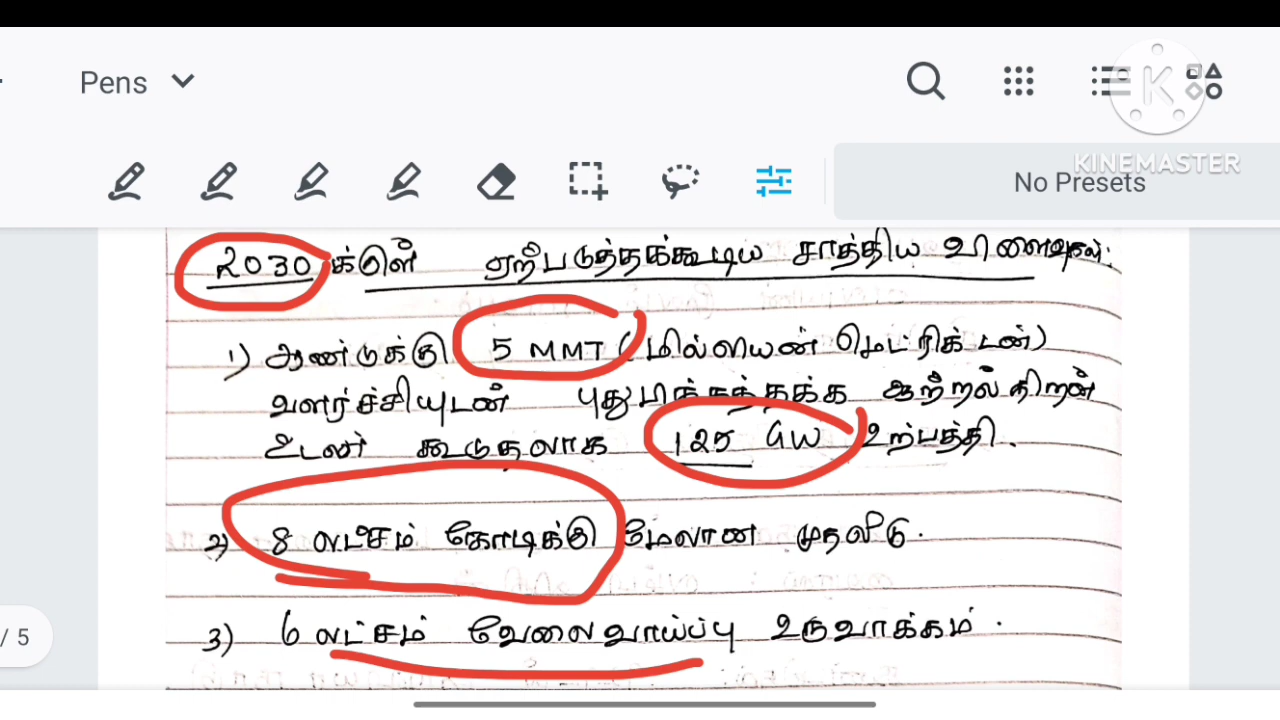 Pens
KINEMASTER
No Presets
2030க்குள் ஏற்படுத்தக்கூடிய சாத்திய விளைவுகள்:
1) ஆண்டுக்கு 5 MMT (மில்லியன் மெட்ரிக் டன்)
வளர்ச்சியுடன் புதுப்பிக்கத்தக்க ஆற்றல் திறன்
உடன் கூடுதலாக 125 GW உற்பத்தி.
2) 8 லட்சம் கோடிக்கு மேலான முதலீடு.
/ 5
3) 6 லட்சம் வேலைவாய்ப்பு உருவாக்கம்.